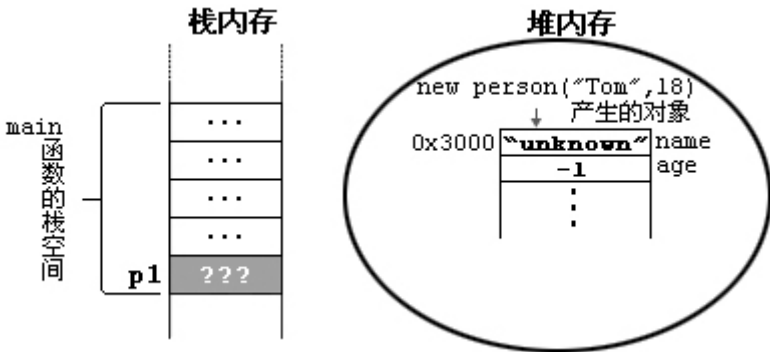 栈内存
堆内存
new person("Tom",18)
产生的对象
main
函数的栈空间
...
...
...
...
p1
???
0x3000
"unknown"
name
-1
age